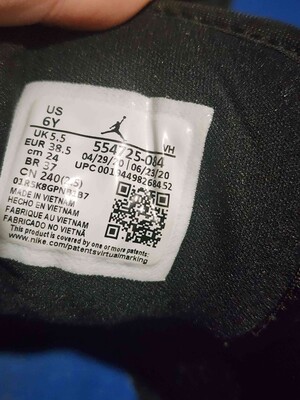 US
6Y
UK 5.5
EUR 38.5
cm 24
BR 37
CN 240(2.5)
VH
554725-084
04/29/20 06/23/20
UPC 00194498268452
MADE IN VIETNAM
HECHO EN VIETNAM
FABRIQUE AU VIETNAM
FABRICADO NO VIETNÃ
This product is covered by one or more patents:
www.nike.com/patentsvirtualmarking